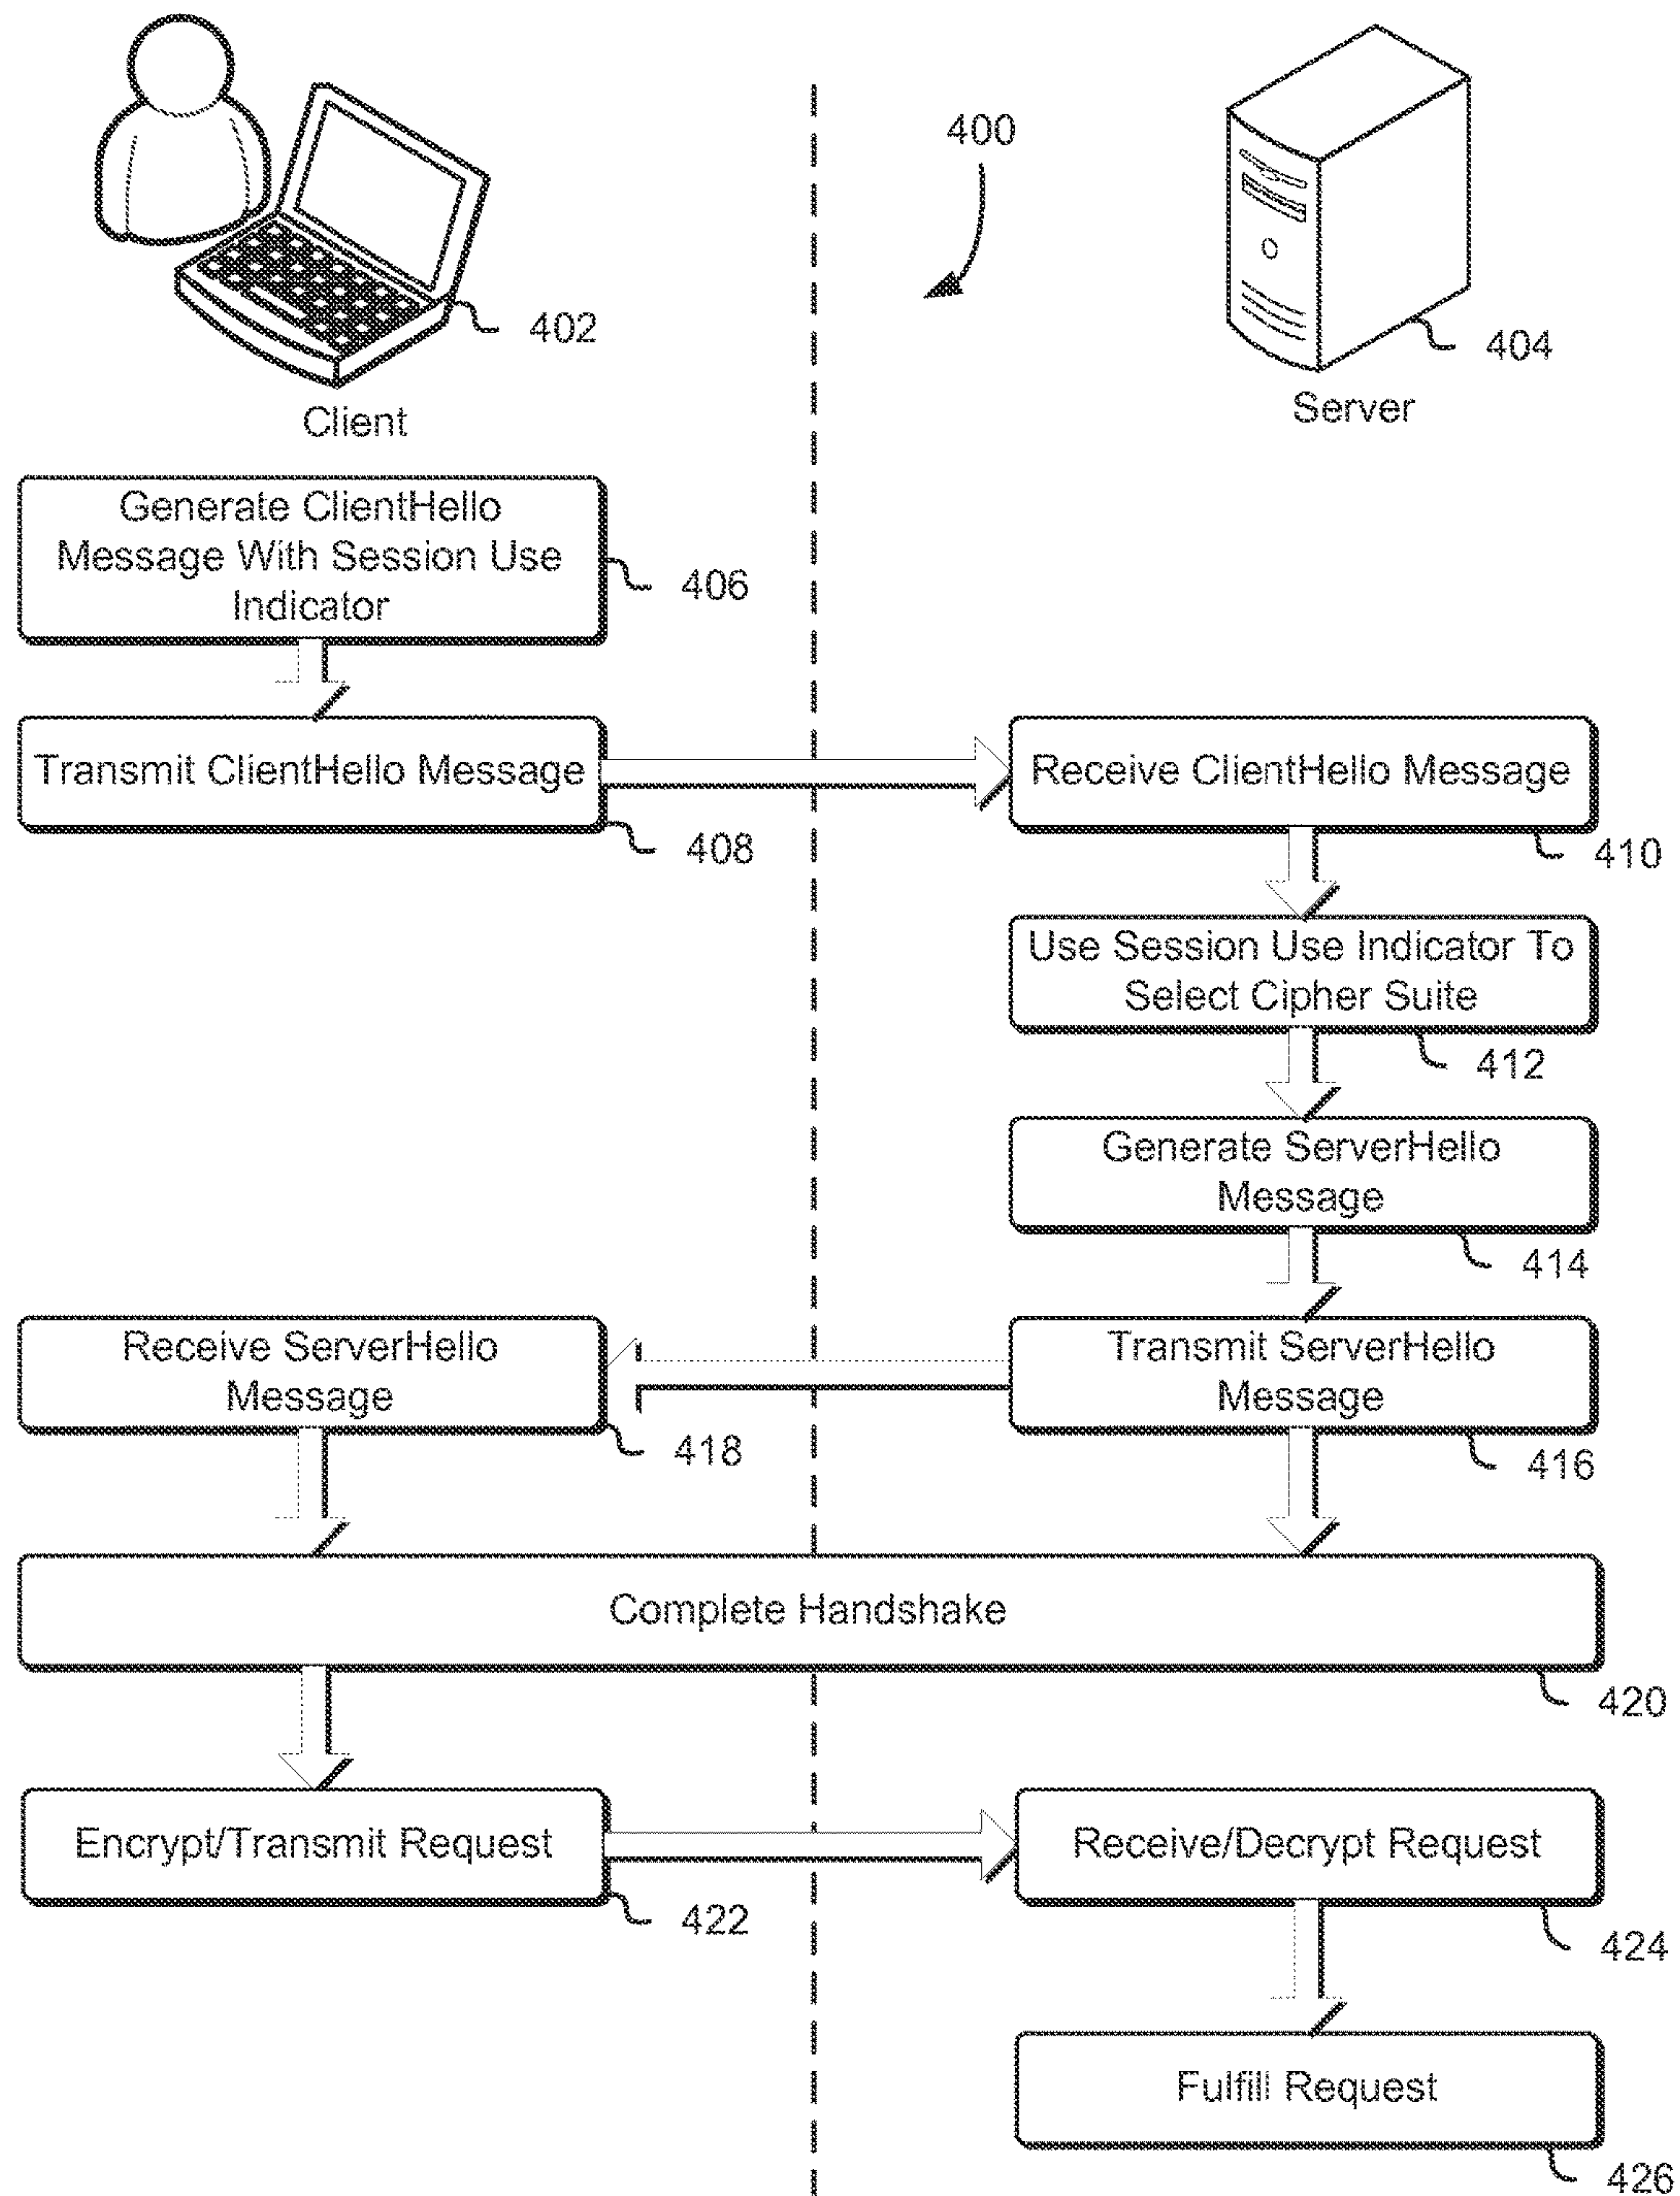 400
402
404
Client
Server
Generate ClientHello
Message With Session Use
Indicator
406
Transmit ClientHello Message
408
Receive ClientHello Message
410
Use Session Use Indicator To
Select Cipher Suite
412
Generate ServerHello
Message
414
Transmit ServerHello
Message
416
Receive ServerHello
Message
418
Complete Handshake
420
Encrypt/Transmit Request
422
Receive/Decrypt Request
424
Fulfill Request
426